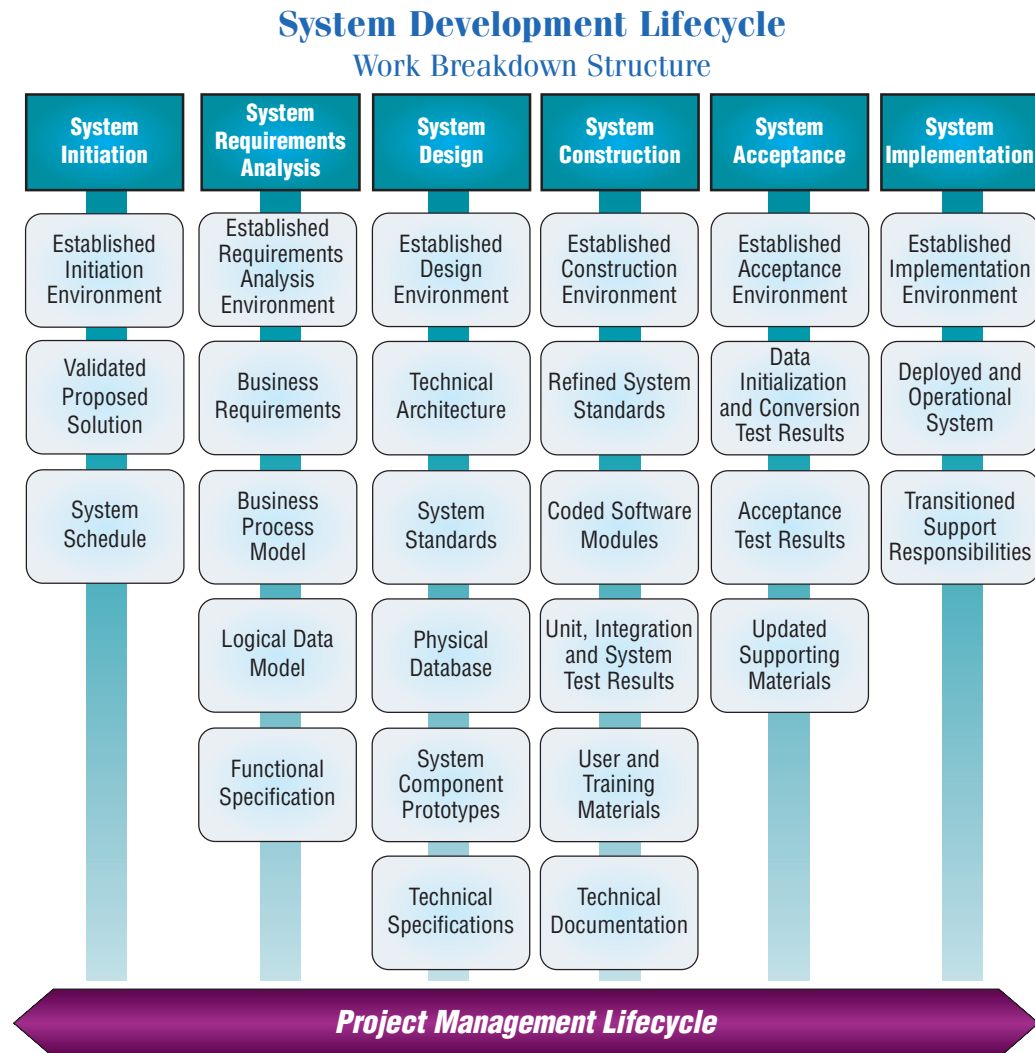 System Development Lifecycle
Work Breakdown Structure
System
Initiation
System
Requirements
Analysis
System
Design
System
Construction
System
Acceptance
System
Implementation
Established
Initiation
Environment
Established
Requirements
Analysis
Environment
Established
Design
Environment
Established
Construction
Environment
Established
Acceptance
Environment
Established
Implementation
Environment
Validated
Proposed
Solution
Business
Requirements
Technical
Architecture
Refined System
Standards
Data
Initialization
and Conversion
Test Results
Deployed and
Operational
System
System
Schedule
Business
Process
Model
System
Standards
Coded Software
Modules
Acceptance
Test Results
Transitioned
Support
Responsibilities
Logical Data
Model
Physical
Database
Unit, Integration
and System
Test Results
Updated
Supporting
Materials
Functional
Specification
System
Component
Prototypes
User and
Training
Materials
Technical
Specifications
Technical
Documentation
Project Management Lifecycle